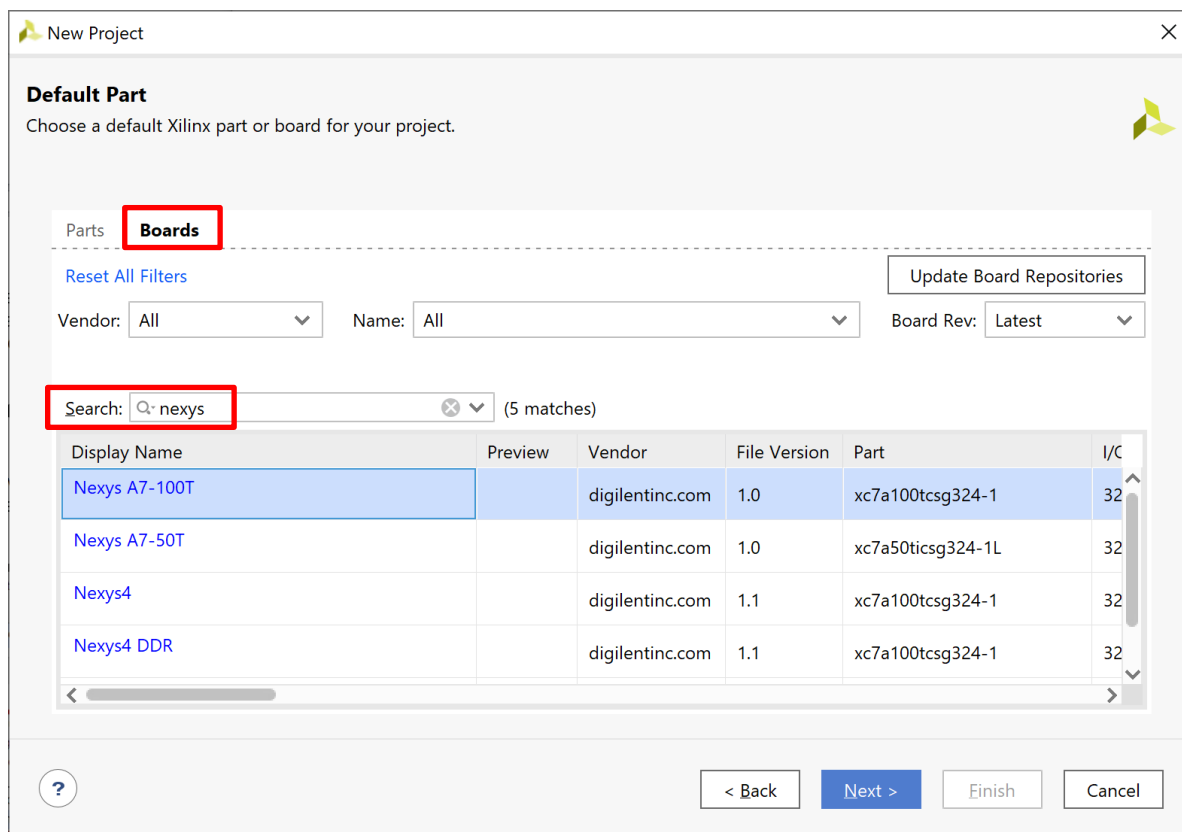 New Project
Default Part
Choose a default Xilinx part or board for your project.
Parts Boards
Reset All Filters Update Board Repositories
Vendor: All Name: All Board Rev: Latest
Search: nexys (5 matches)
Display Name Preview Vendor File Version Part
Nexys A7-100T digilentinc.com 1.0 xc7a100tcsg324-1 32
Nexys A7-50T digilentinc.com 1.0 xc7a50ticsg324-1L 32
Nexys4 digilentinc.com 1.1 xc7a100tcsg324-1 32
Nexys4 DDR digilentinc.com 1.1 xc7a100tcsg324-1 32
? < Back Next > Finish Cancel